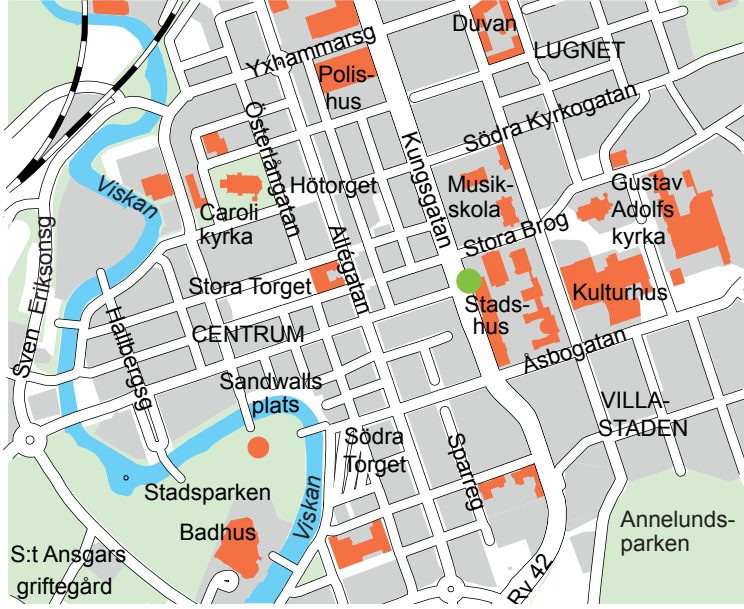 Duvan
LUGNET
Yxhammarsg
Polis-
hus
Södra Kyrkogatan
Österlånggatan
Kungsgatan
Viskan
Hötorget
Musik-
skola
Gustav
Adolfs
kyrka
Caroli
kyrka
Stora Brog
Allégatan
Sven Eriksonsg
Stora Torget
Stads-
hus
Kulturhus
Hallbergsg
CENTRUM
Åsbogatan
Sandwalls
plats
VILLA-
STADEN
Södra
Torget
Sparreg
Stadsparken
Viskan
Badhus
Annelunds-
parken
S:t Ansgars
griftegård
Rv 42